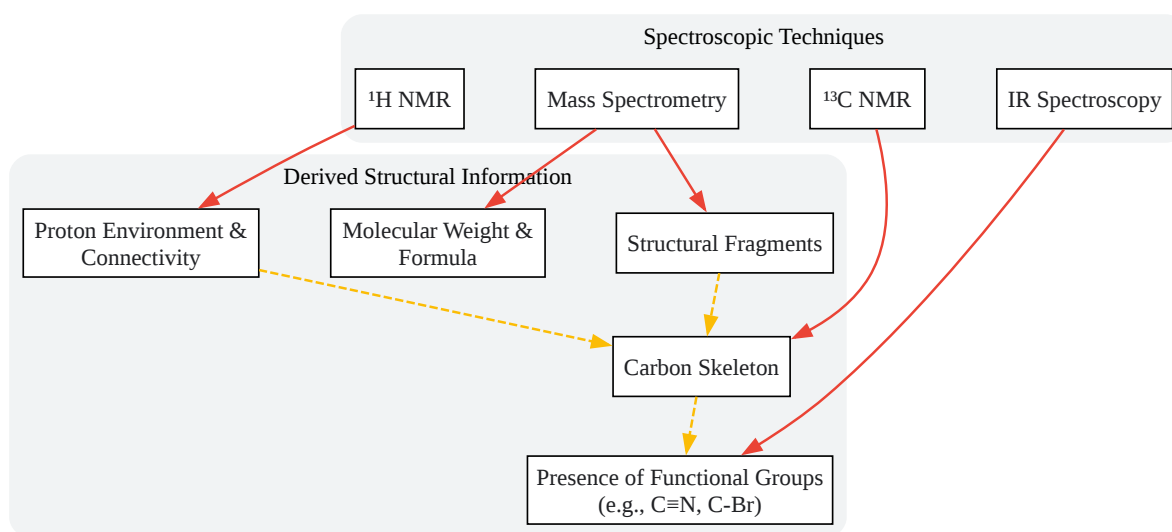 Spectroscopic Techniques
¹H NMR
Mass Spectrometry
¹³C NMR
IR Spectroscopy
Derived Structural Information
Proton Environment &
Connectivity
Molecular Weight &
Formula
Structural Fragments
Carbon Skeleton
Presence of Functional Groups
(e.g., C≡N, C-Br)